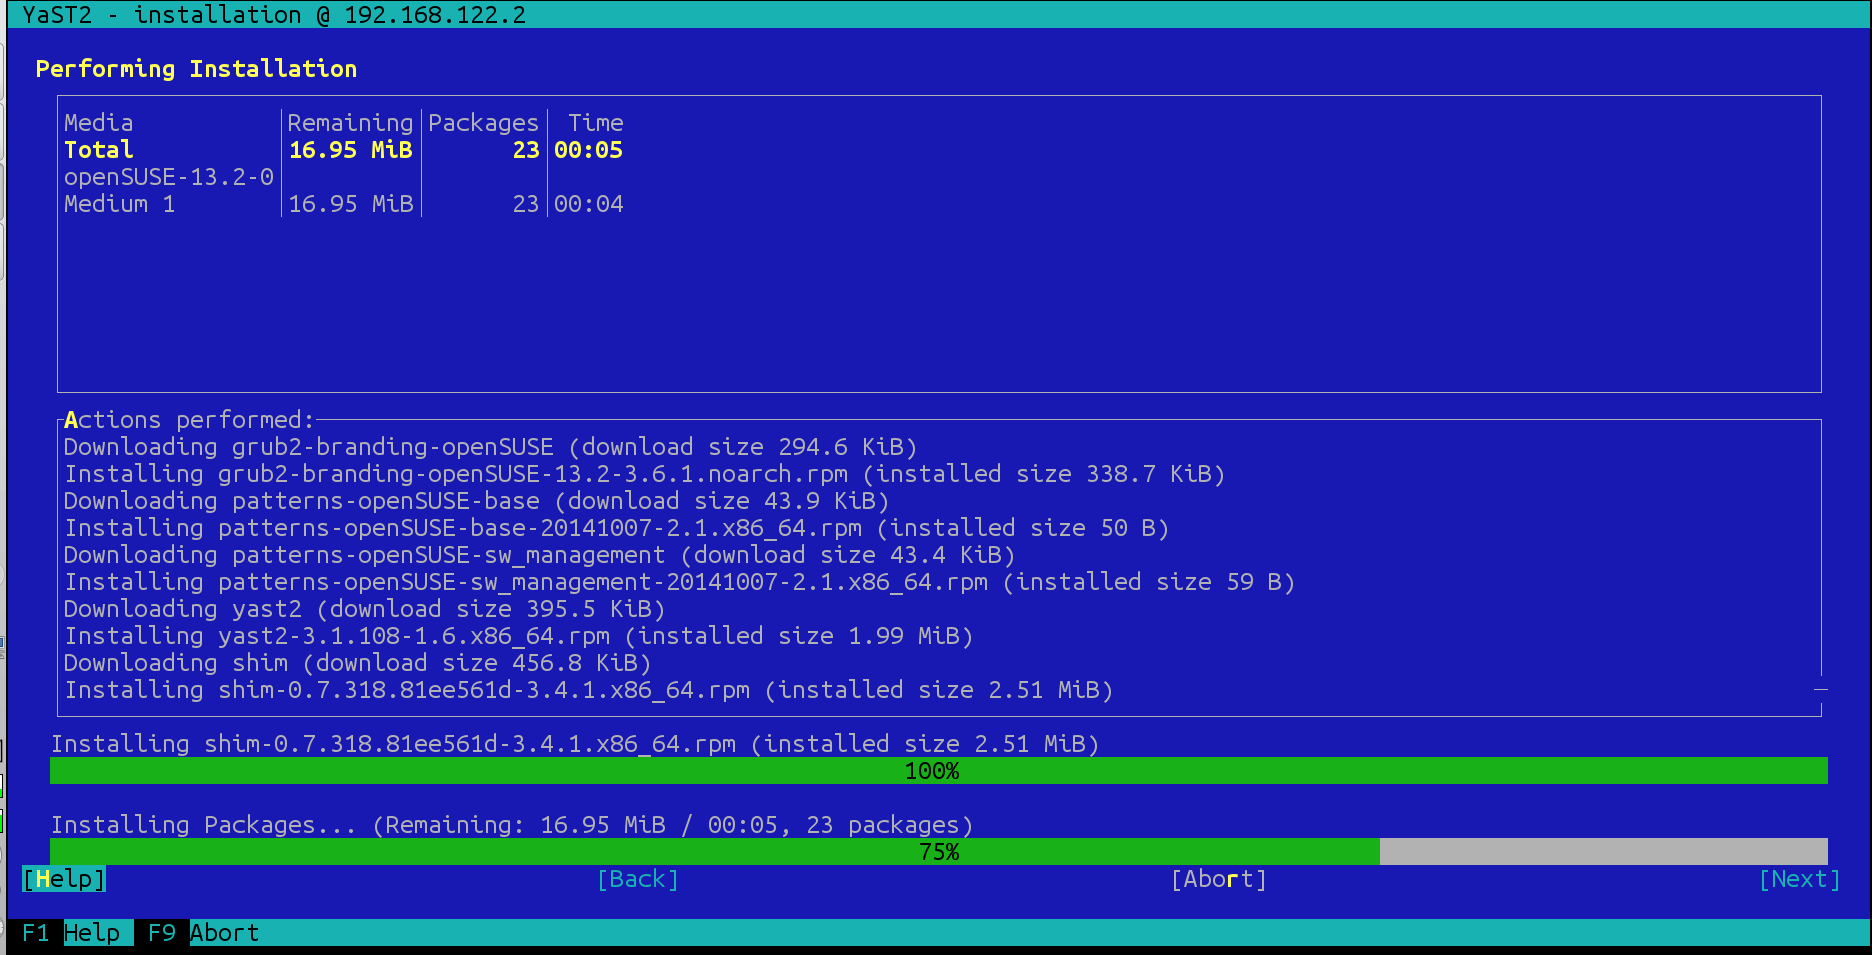 YaST2 - installation @ 192.168.122.2
Performing Installation
Media Remaining Packages Time
Total 16.95 MiB 23 00:05
openSUSE-13.2-0
Medium 1 16.95 MiB 23 00:04
Actions performed:
Downloading grub2-branding-openSUSE (download size 294.6 KiB)
Installing grub2-branding-openSUSE-13.2-3.6.1.noarch.rpm (installed size 338.7 KiB)
Downloading patterns-openSUSE-base (download size 43.9 KiB)
Installing patterns-openSUSE-base-20141007-2.1.x86_64.rpm (installed size 50 B)
Downloading patterns-openSUSE-sw_management (download size 43.4 KiB)
Installing patterns-openSUSE-sw_management-20141007-2.1.x86_64.rpm (installed size 59 B)
Downloading yast2 (download size 395.5 KiB)
Installing yast2-3.1.108-1.6.x86_64.rpm (installed size 1.99 MiB)
Downloading shim (download size 456.8 KiB)
Installing shim-0.7.318.81ee561d-3.4.1.x86_64.rpm (installed size 2.51 MiB)
Installing shim-0.7.318.81ee561d-3.4.1.x86_64.rpm (installed size 2.51 MiB)
100%
Installing Packages... (Remaining: 16.95 MiB / 00:05, 23 packages)
75%
[Help] [Back] [Abort] [Next]
F1 Help F9 Abort